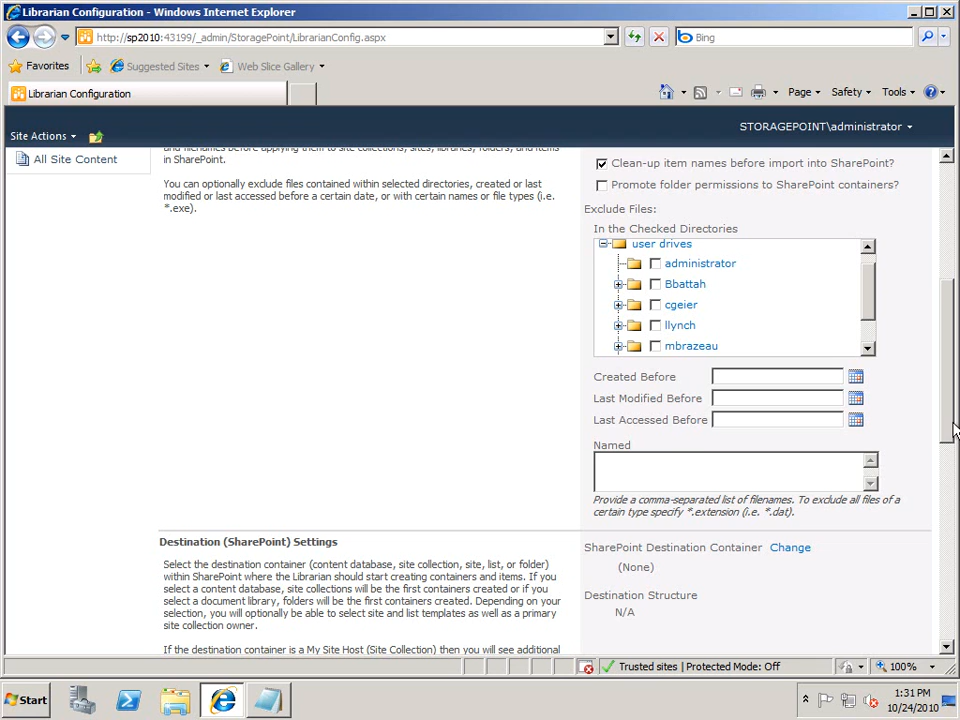 Librarian Configuration - Windows Internet Explorer
http://sp2010:43199/_admin/StoragePoint/LibrarianConfig.aspx
Bing
Favorites
Suggested Sites
Web Slice Gallery
Librarian Configuration
Page
Safety
Tools
Site Actions
STORAGEPOINT\administrator
All Site Content
and filenames before applying them to site collections, sites, libraries, folders, and items
in SharePoint.
You can optionally exclude files contained within selected directories, created or last
modified or last accessed before a certain date, or with certain names or file types (i.e.
*.exe).
Clean-up item names before import into SharePoint?
Promote folder permissions to SharePoint containers?
Exclude Files:
In the Checked Directories
user drives
administrator
Bbattah
cgeier
llynch
mbrazeau
Created Before
Last Modified Before
Last Accessed Before
Named
Provide a comma-separated list of filenames. To exclude all files of a
certain type specify *.extension (i.e. *.dat).
Destination (SharePoint) Settings
Select the destination container (content database, site collection, site, list, or folder)
within SharePoint where the Librarian should start creating containers and items. If you
select a content database, site collections will be the first containers created or if you
select a document library, folders will be the first containers created. Depending on your
selection, you will optionally be able to select site and list templates as well as a primary
site collection owner.
If the destination container is a My Site Host (Site Collection) then you will see additional
SharePoint Destination Container Change
(None)
Destination Structure
N/A
Trusted sites | Protected Mode: Off
100%
Start
1:31 PM
10/24/2010